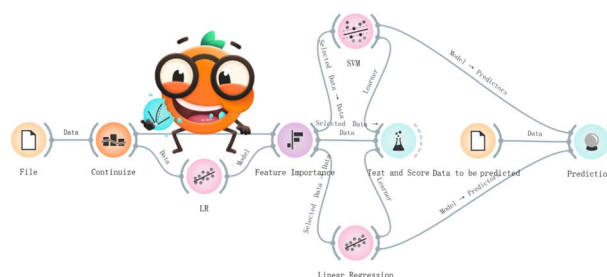 Selected Data → Data
SVM
Learner
Model → Predictors
Data
Selected Data →
Data
Data
File
Continuize
Data
LR
Model
Feature Importance
Test and Score
Data to be predicted
Prediction
Selected Data
Data
Learner
Model → Predictor
Linear Regression